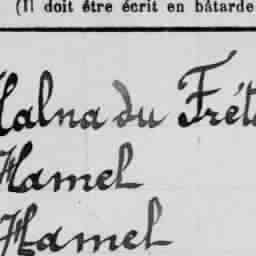 (Il doit être écrit en bâtarde
Halna du Frét
Hamel
Hamel